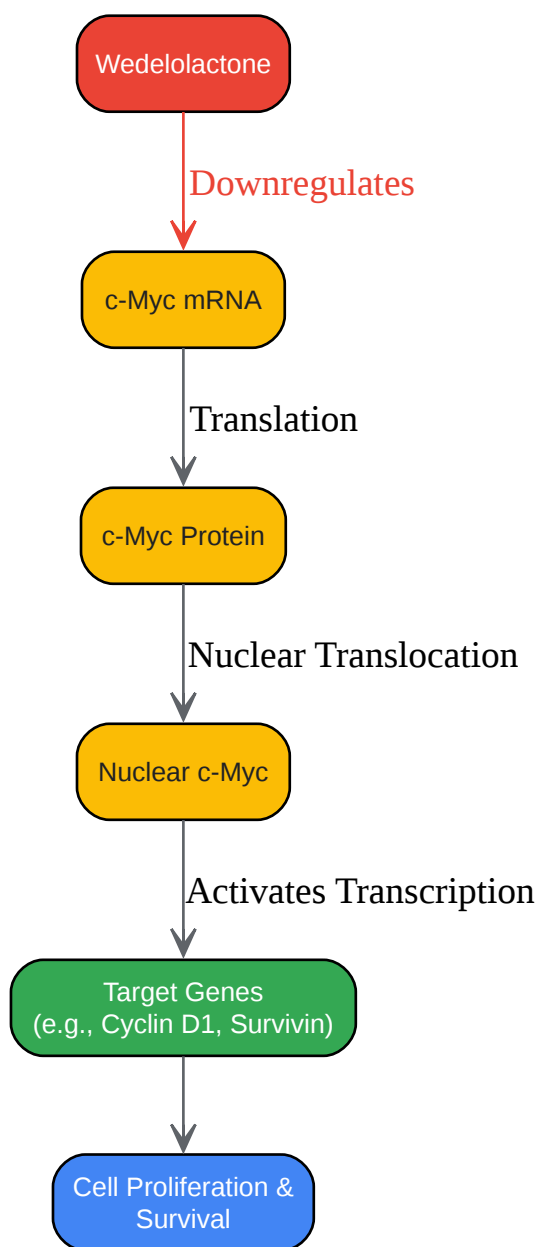 Wedelolactone
Downregulates
c-Myc mRNA
Translation
c-Myc Protein
Nuclear Translocation
Nuclear c-Myc
Activates Transcription
Target Genes
(e.g., Cyclin D1, Survivin)
Cell Proliferation &
Survival